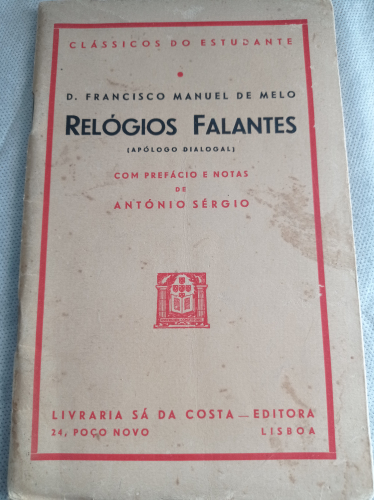 CLÁSSICOS DO ESTUDANTE
D. FRANCISCO MANUEL DE MELO
RELÓGIOS FALANTES
(APÓLOGO DIALOGAL)
COM PREFÁCIO E NOTAS
DE
ANTÓNIO SÉRGIO
LIVRARIA SÁ DA COSTA — EDITORA
24, POÇO NOVO LISBOA